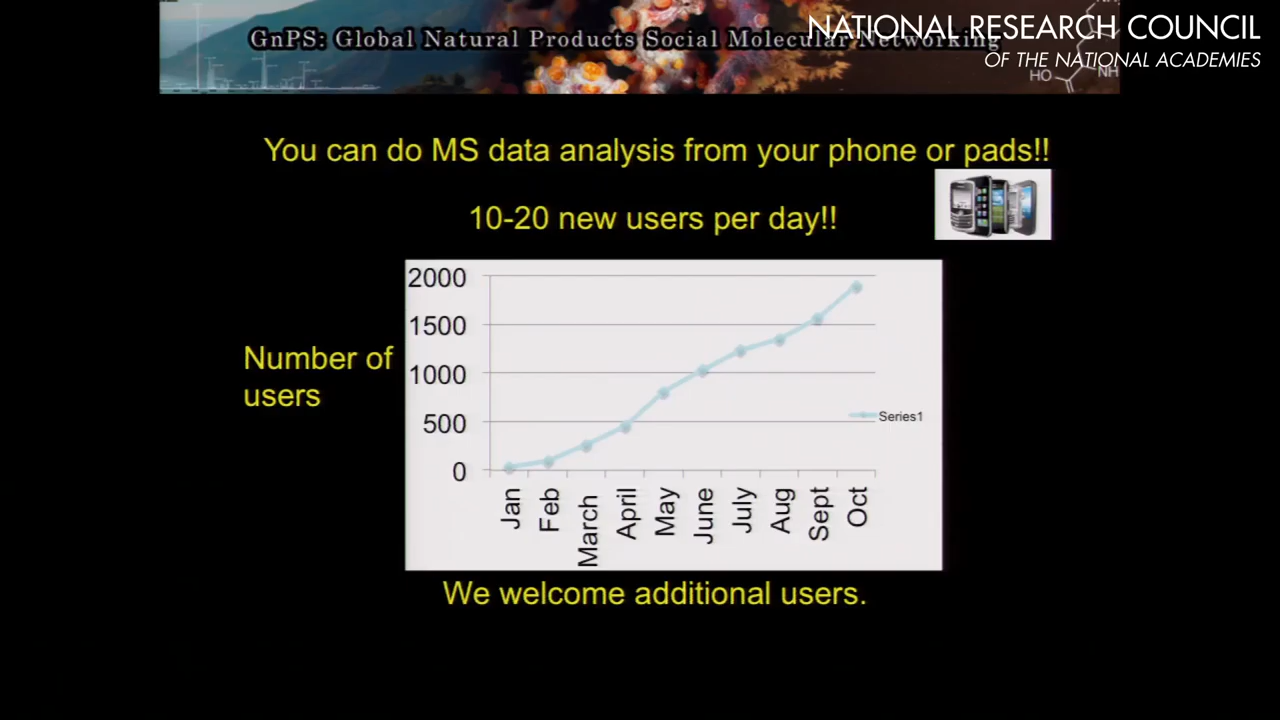 GnPS: Global Natural Products Social Molecular Networking
NATIONAL RESEARCH COUNCIL
OF THE NATIONAL ACADEMIES
HO
NH
You can do MS data analysis from your phone or pads!!
10-20 new users per day!!
Number of
users
2000
1500
1000
500
0
Series1
Jan
Feb
March
April
May
June
July
Aug
Sept
Oct
We welcome additional users.